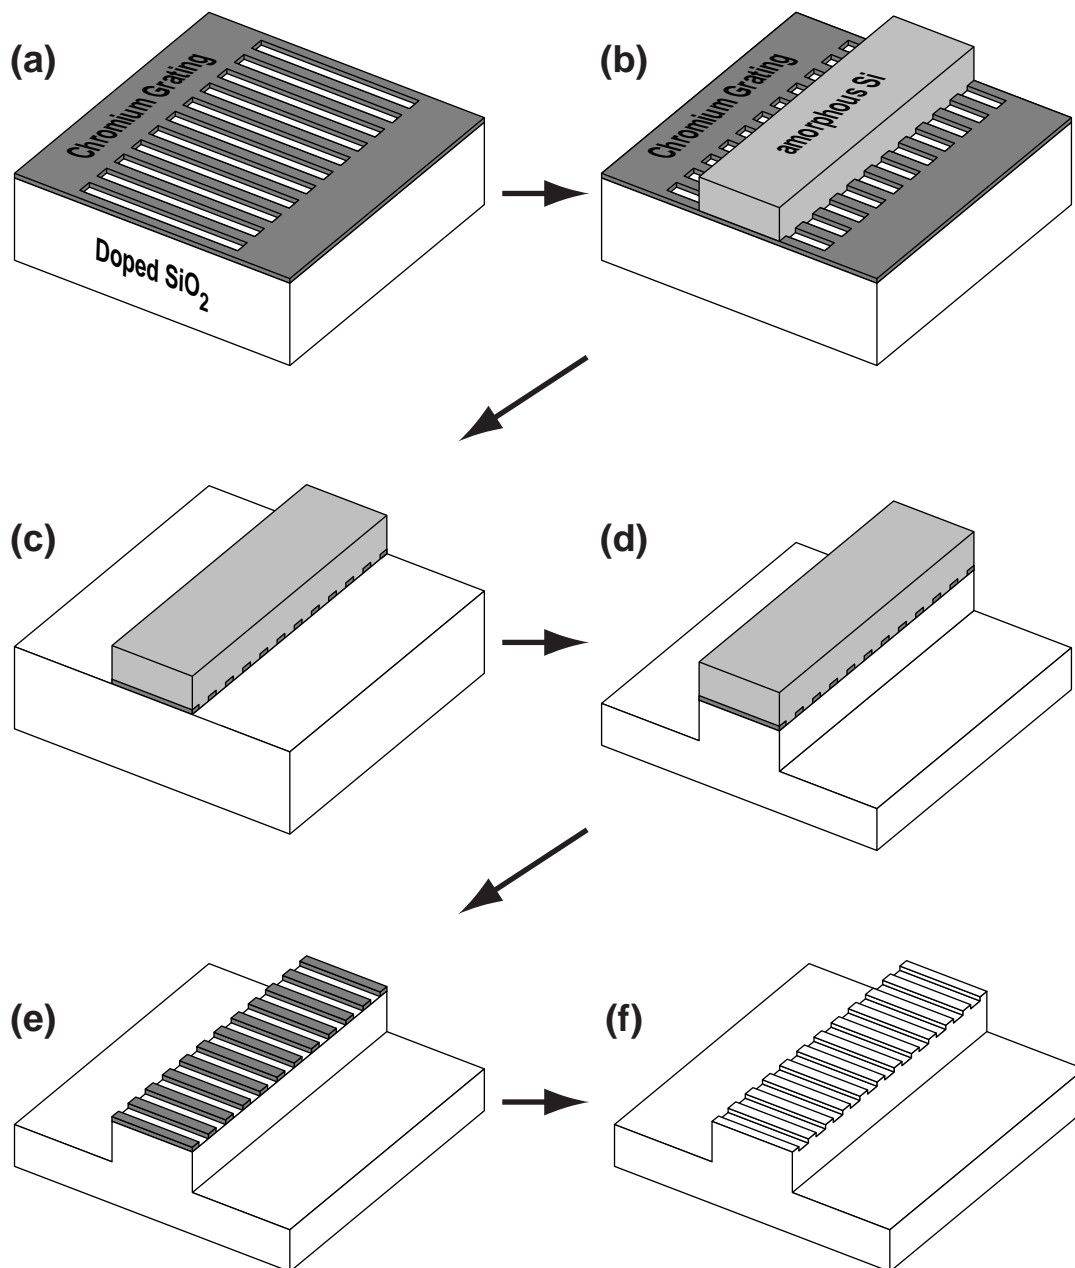 (a)
Chromium Grating
Doped SiO₂
(b)
Chromium Grating
amorphous Si
(c)
(d)
(e)
(f)